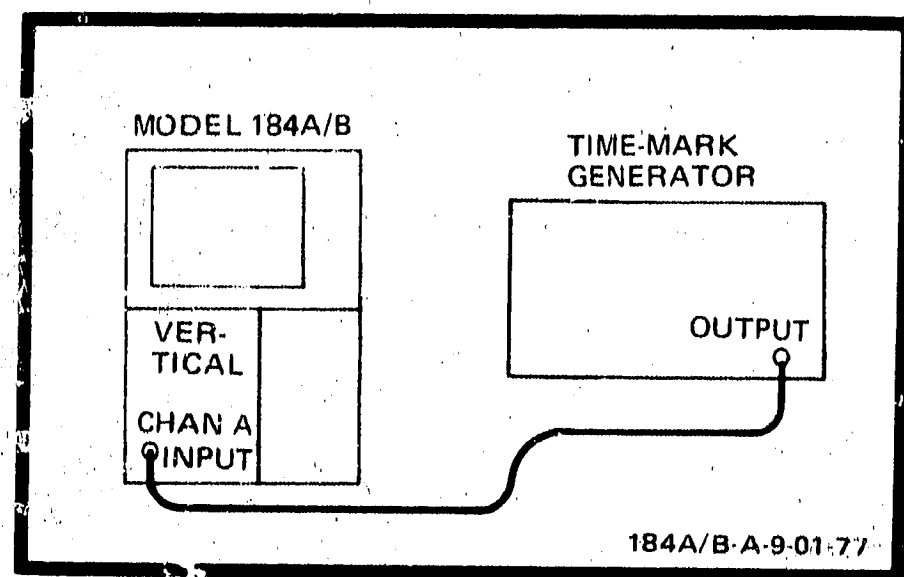 MODEL 184A/B
TIME-MARK
GENERATOR
VER-
TICAL
OUTPUT
CHAN A
INPUT
184A/B-A-9-01-77